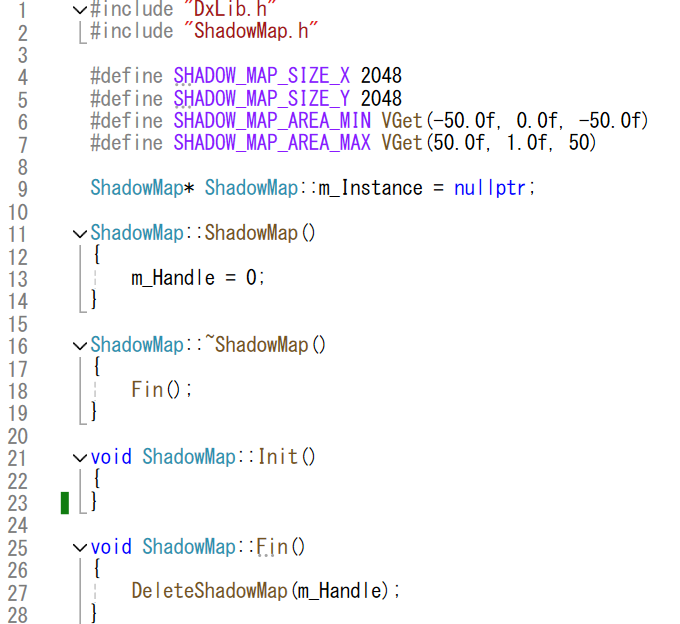 1 #include "DxLib.h"
2 #include "ShadowMap.h"
3
4 #define SHADOW_MAP_SIZE_X 2048
5 #define SHADOW_MAP_SIZE_Y 2048
6 #define SHADOW_MAP_AREA_MIN VGet(-50.0f, 0.0f, -50.0f)
7 #define SHADOW_MAP_AREA_MAX VGet(50.0f, 1.0f, 50)
8
9 ShadowMap* ShadowMap::m_Instance = nullptr;
10
11 ShadowMap::ShadowMap()
12 {
13 m_Handle = 0;
14 }
15
16 ShadowMap::~ShadowMap()
17 {
18 Fin();
19 }
20
21 void ShadowMap::Init()
22 {
23 }
24
25 void ShadowMap::Fin()
26 {
27 DeleteShadowMap(m_Handle);
28 }